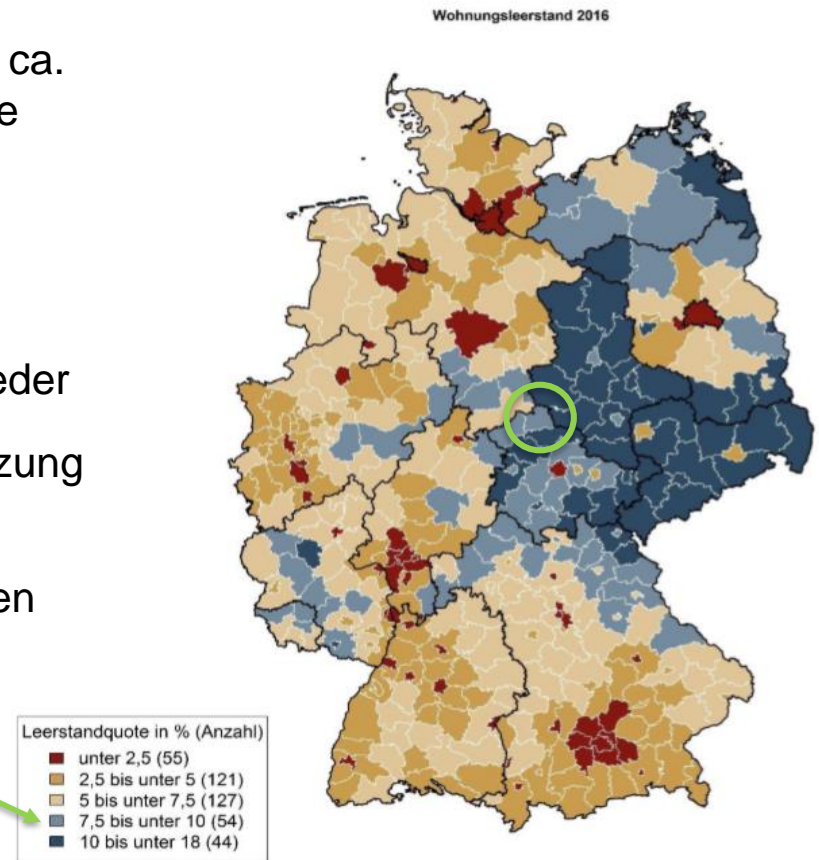 Wohnungsleerstand 2016
ca.
e
eder
zung
en
Leerstandquote in % (Anzahl)
unter 2,5 (55)
2,5 bis unter 5 (121)
5 bis unter 7,5 (127)
7,5 bis unter 10 (54)
10 bis unter 18 (44)